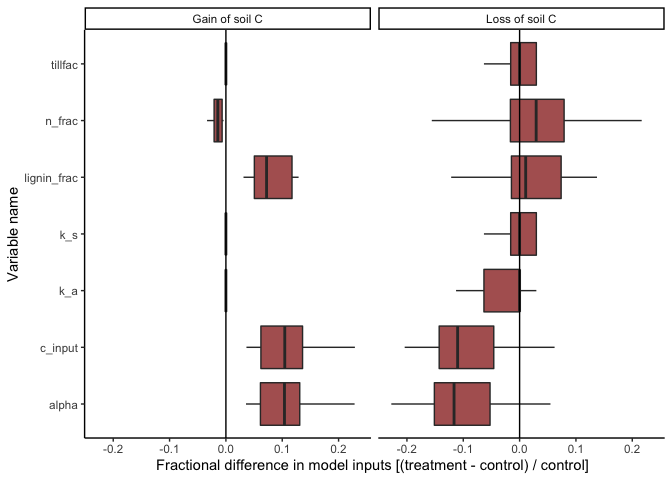 Gain of soil C
Loss of soil C
Variable name
tillfac
n_frac
lignin_frac
k_s
k_a
c_input
alpha
-0.2
-0.1
0.0
0.1
0.2
-0.2
-0.1
0.0
0.1
0.2
Fractional difference in model inputs [(treatment - control) / control]